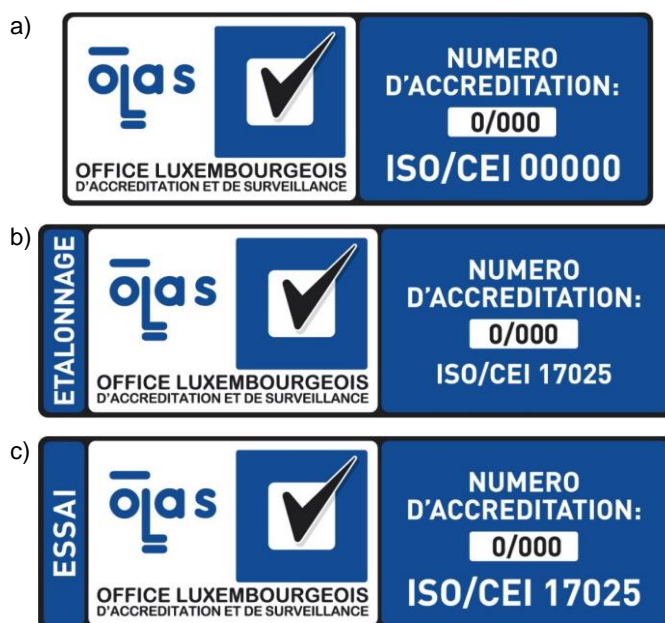 a)
olas
OFFICE LUXEMBOURGEOIS
D'ACCREDITATION ET DE SURVEILLANCE
NUMERO
D'ACCREDITATION:
0/000
ISO/CEI 00000
b)
ETALONNAGE
olas
OFFICE LUXEMBOURGEOIS
D'ACCREDITATION ET DE SURVEILLANCE
NUMERO
D'ACCREDITATION:
0/000
ISO/CEI 17025
c)
ESSAI
olas
OFFICE LUXEMBOURGEOIS
D'ACCREDITATION ET DE SURVEILLANCE
NUMERO
D'ACCREDITATION:
0/000
ISO/CEI 17025